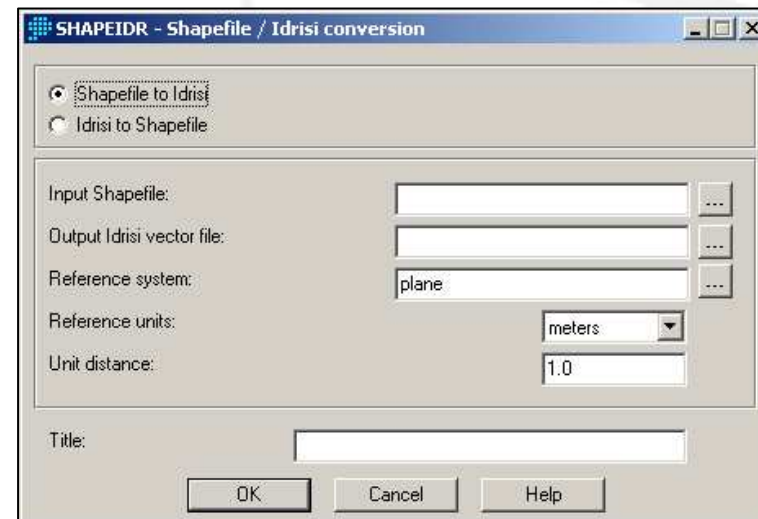 SHAPEIDR - Shapefile / Idrisi conversion
Shapefile to Idrisi
Idrisi to Shapefile
Input Shapefile:
...
Output Idrisi vector file:
...
Reference system: plane ...
Reference units: meters
Unit distance: 1.0
Title:
OK Cancel Help